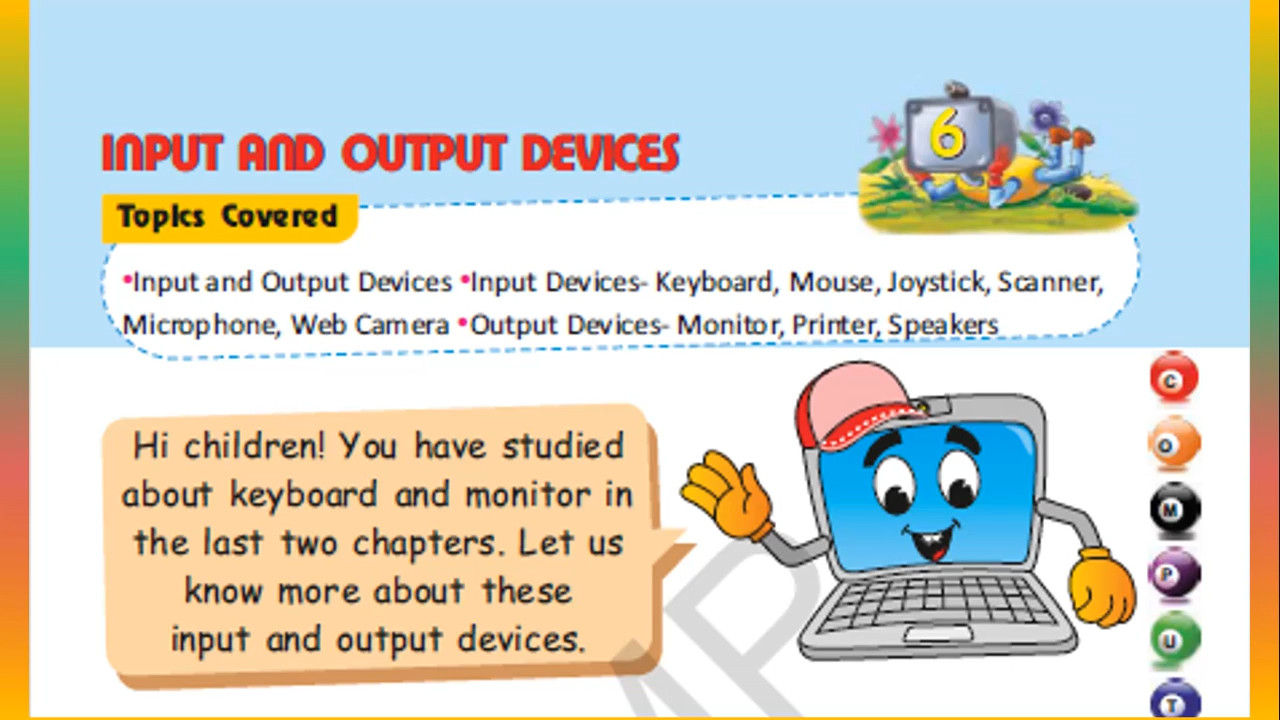 6
INPUT AND OUTPUT DEVICES
Topics Covered
•Input and Output Devices •Input Devices- Keyboard, Mouse, Joystick, Scanner,
Microphone, Web Camera •Output Devices- Monitor, Printer, Speakers
Hi children! You have studied
about keyboard and monitor in
the last two chapters. Let us
know more about these
input and output devices.
C
O
M
P
U
T